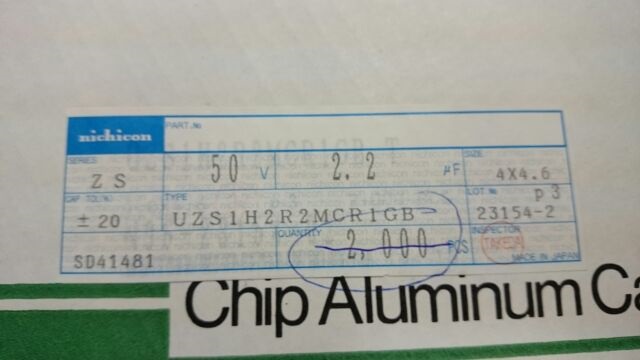 nichicon
PART.No
SERIES
ZS
50 V
2.2 μF
SIZE
4X4.6
CAP TOL(%)
±20
TYPE
UZS1H2R2MCR1GB
LOT No
p3
23154-2
SD41481
QUANTITY
2,000 PCS
INSPECTOR
TAKEDA
MADE IN JAPAN
Chip Aluminum Ca